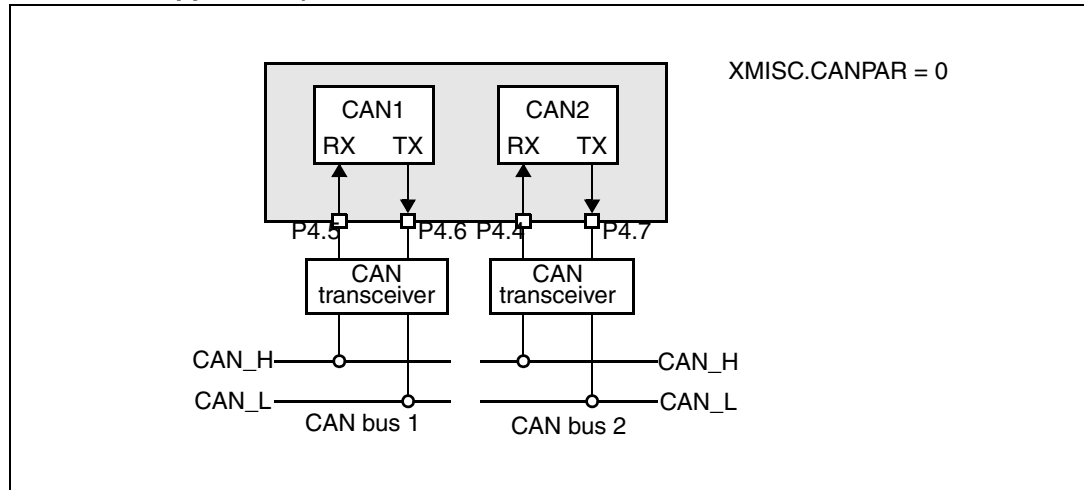 XMISC.CANPAR = 0
CAN1
CAN2
RX TX
RX TX
P4.5
P4.6
P4.4
P4.7
CAN
transceiver
CAN
transceiver
CAN_H
CAN_H
CAN_L
CAN_L
CAN bus 1
CAN bus 2